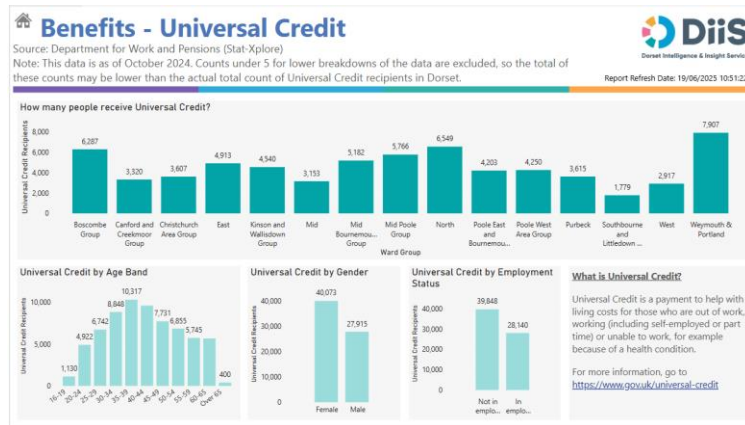 Benefits - Universal Credit
DiiS
Dorset Intelligence & Insight Service
Source: Department for Work and Pensions (Stat-Xplore)
Note: This data is as of October 2024. Counts under 5 for lower breakdowns of the data are excluded, so the total of
these counts may be lower than the actual total count of Universal Credit recipients in Dorset.
Report Refresh Date: 19/06/2025 10:51:22
How many people receive Universal Credit?
Universal Credit Recipients
8,000
6,000
4,000
2,000
0
6,287
3,320
3,607
4,913
4,540
3,153
5,182
5,766
6,549
4,203
4,250
3,615
1,779
2,917
7,907
Boscombe Group
Canford and Creekmoor Group
Christchurch Area Group
East
Kinson and Wallisdown Group
Mid
Mid Bournemou... Group
Mid Poole Group
North
Poole East and Bournemou...
Poole West Area Group
Purbeck
Southbourne and Littledown ...
West
Weymouth & Portland
Ward Group
Universal Credit by Age Band
Universal Credit Recipients
10,000
5,000
0
1,130
4,922
6,742
8,848
10,317
7,731
6,855
5,745
400
16-19
20-24
25-29
30-34
35-39
40-44
45-49
50-54
55-59
60-65
Over 65
Universal Credit by Gender
Universal Credit Recipients
40,000
30,000
20,000
10,000
0
40,073
27,915
Female
Male
Universal Credit by Employment
Status
Universal Credit Recipients
40,000
30,000
20,000
10,000
0
39,848
28,140
Not in emplo...
In emplo...
What is Universal Credit?
Universal Credit is a payment to help with
living costs for those who are out of work,
working (including self-employed or part
time) or unable to work, for example
because of a health condition.
For more information, go to
https://www.gov.uk/universal-credit